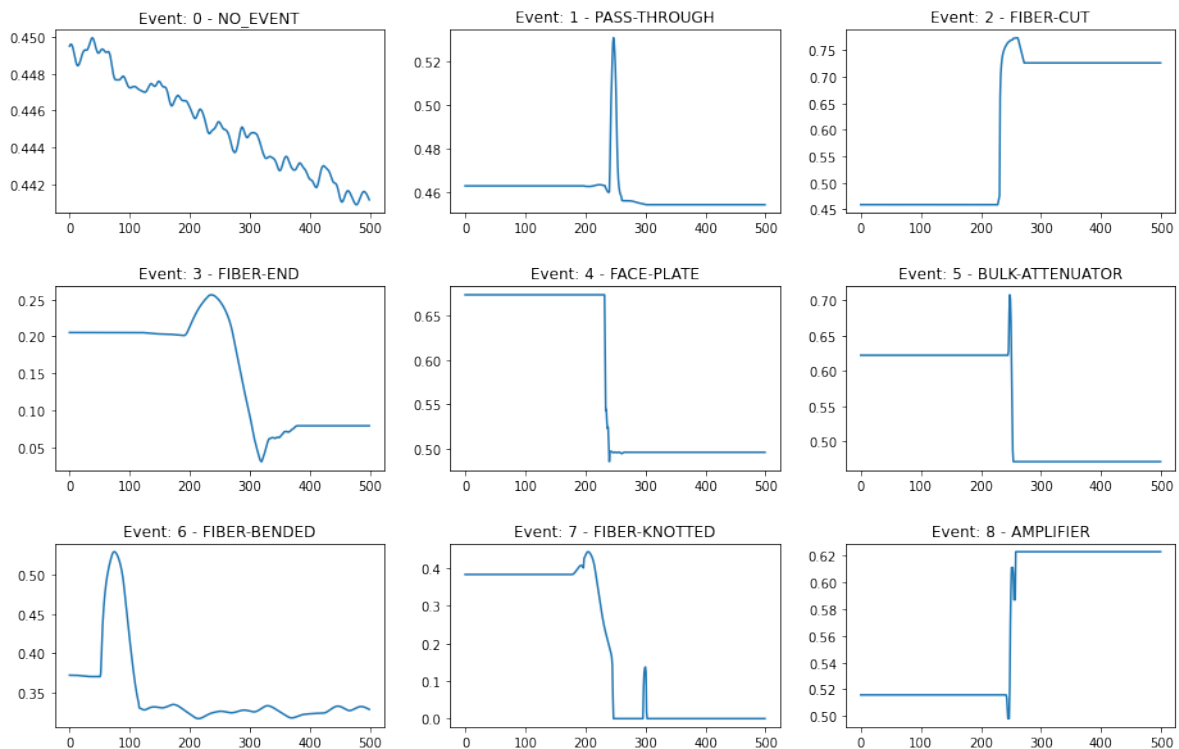 Event: 0 - NO_EVENT
0.450
0.448
0.446
0.444
0.442
0 100 200 300 400 500
Event: 1 - PASS-THROUGH
0.52
0.50
0.48
0.46
0 100 200 300 400 500
Event: 2 - FIBER-CUT
0.75
0.70
0.65
0.60
0.55
0.50
0.45
0 100 200 300 400 500
Event: 3 - FIBER-END
0.25
0.20
0.15
0.10
0.05
0 100 200 300 400 500
Event: 4 - FACE-PLATE
0.65
0.60
0.55
0.50
0 100 200 300 400 500
Event: 5 - BULK-ATTENUATOR
0.70
0.65
0.60
0.55
0.50
0 100 200 300 400 500
Event: 6 - FIBER-BENDED
0.50
0.45
0.40
0.35
0 100 200 300 400 500
Event: 7 - FIBER-KNOTTED
0.4
0.3
0.2
0.1
0.0
0 100 200 300 400 500
Event: 8 - AMPLIFIER
0.62
0.60
0.58
0.56
0.54
0.52
0.50
0 100 200 300 400 500